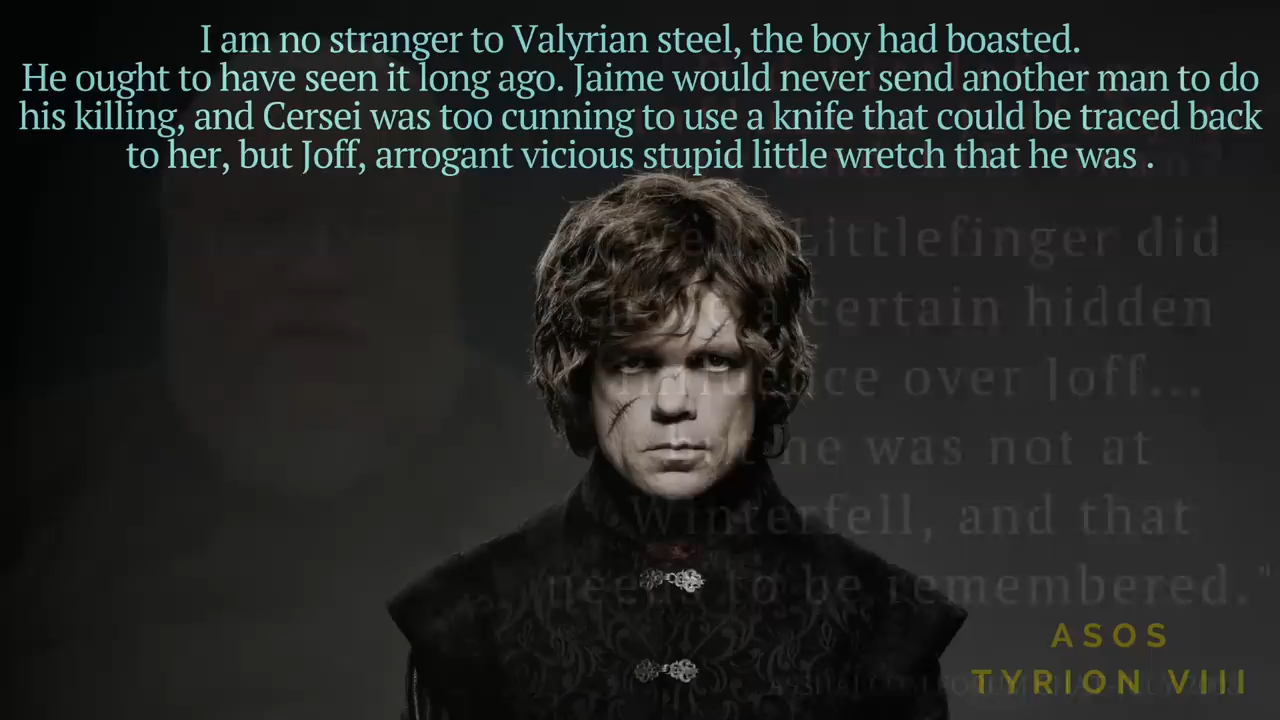 I am no stranger to Valyrian steel, the boy had boasted.
He ought to have seen it long ago. Jaime would never send another man to do
his killing, and Cersei was too cunning to use a knife that could be traced back
to her, but Joff, arrogant vicious stupid little wretch that he was .
Littlefinger did
a certain hidden
over Joff...
he was not at
Winterfell, and that
needs to be remembered."
ASOS
TYRION VIII